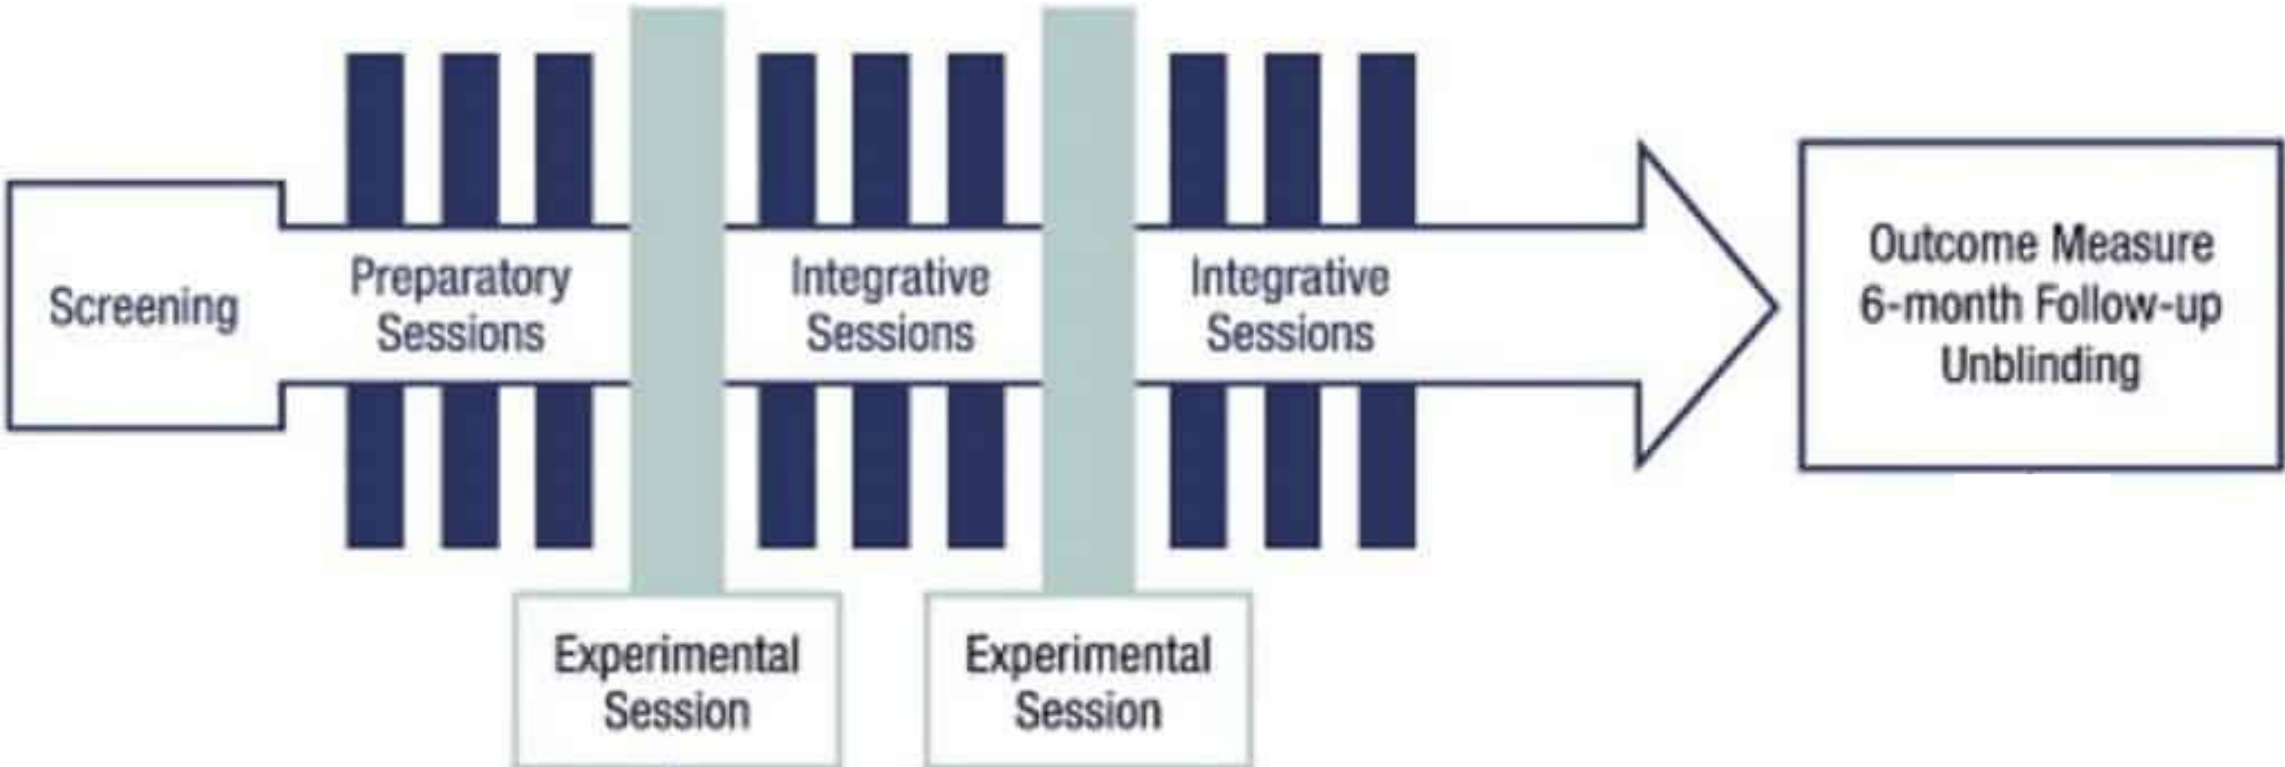 Screening
Preparatory
Sessions
Integrative
Sessions
Integrative
Sessions
Outcome Measure
6-month Follow-up
Unblinding
Experimental
Session
Experimental
Session